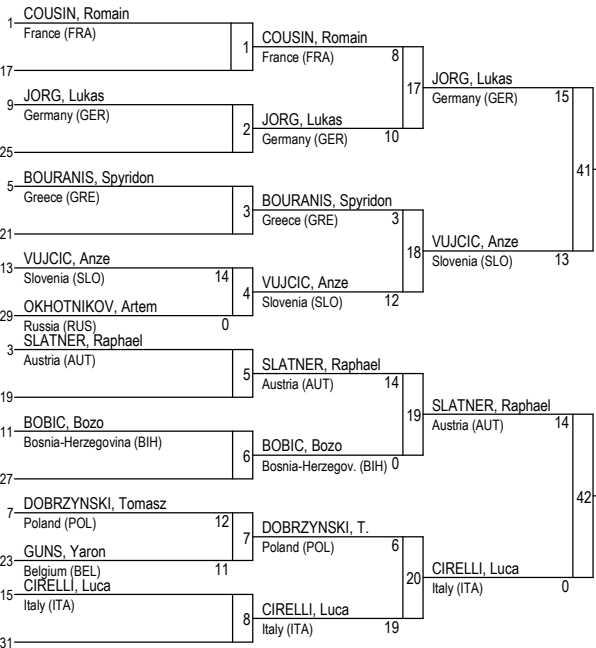 1 COUSIN, Romain
France (FRA)
1
COUSIN, Romain
France (FRA) 8
17
17
JORG, Lukas
Germany (GER) 15
9 JORG, Lukas
Germany (GER)
2
JORG, Lukas
Germany (GER) 10
25
41
5 BOURANIS, Spyridon
Greece (GRE)
3
BOURANIS, Spyridon
Greece (GRE) 3
21
18
VUJCIC, Anze
Slovenia (SLO) 13
13 VUJCIC, Anze
Slovenia (SLO) 14
4
VUJCIC, Anze
Slovenia (SLO) 12
29 OKHOTNIKOV, Artem
Russia (RUS) 0
3 SLATNER, Raphael
Austria (AUT)
5
SLATNER, Raphael
Austria (AUT) 14
19
19
SLATNER, Raphael
Austria (AUT) 14
11 BOBIC, Bozo
Bosnia-Herzegovina (BIH)
6
BOBIC, Bozo
Bosnia-Herzegov. (BIH) 0
27
42
7 DOBRZYNSKI, Tomasz
Poland (POL) 12
7
DOBRZYNSKI, T.
Poland (POL) 6
23 GUNS, Yaron
Belgium (BEL) 11
20
CIRELLI, Luca
Italy (ITA) 0
15 CIRELLI, Luca
Italy (ITA)
8
CIRELLI, Luca
Italy (ITA) 19
31